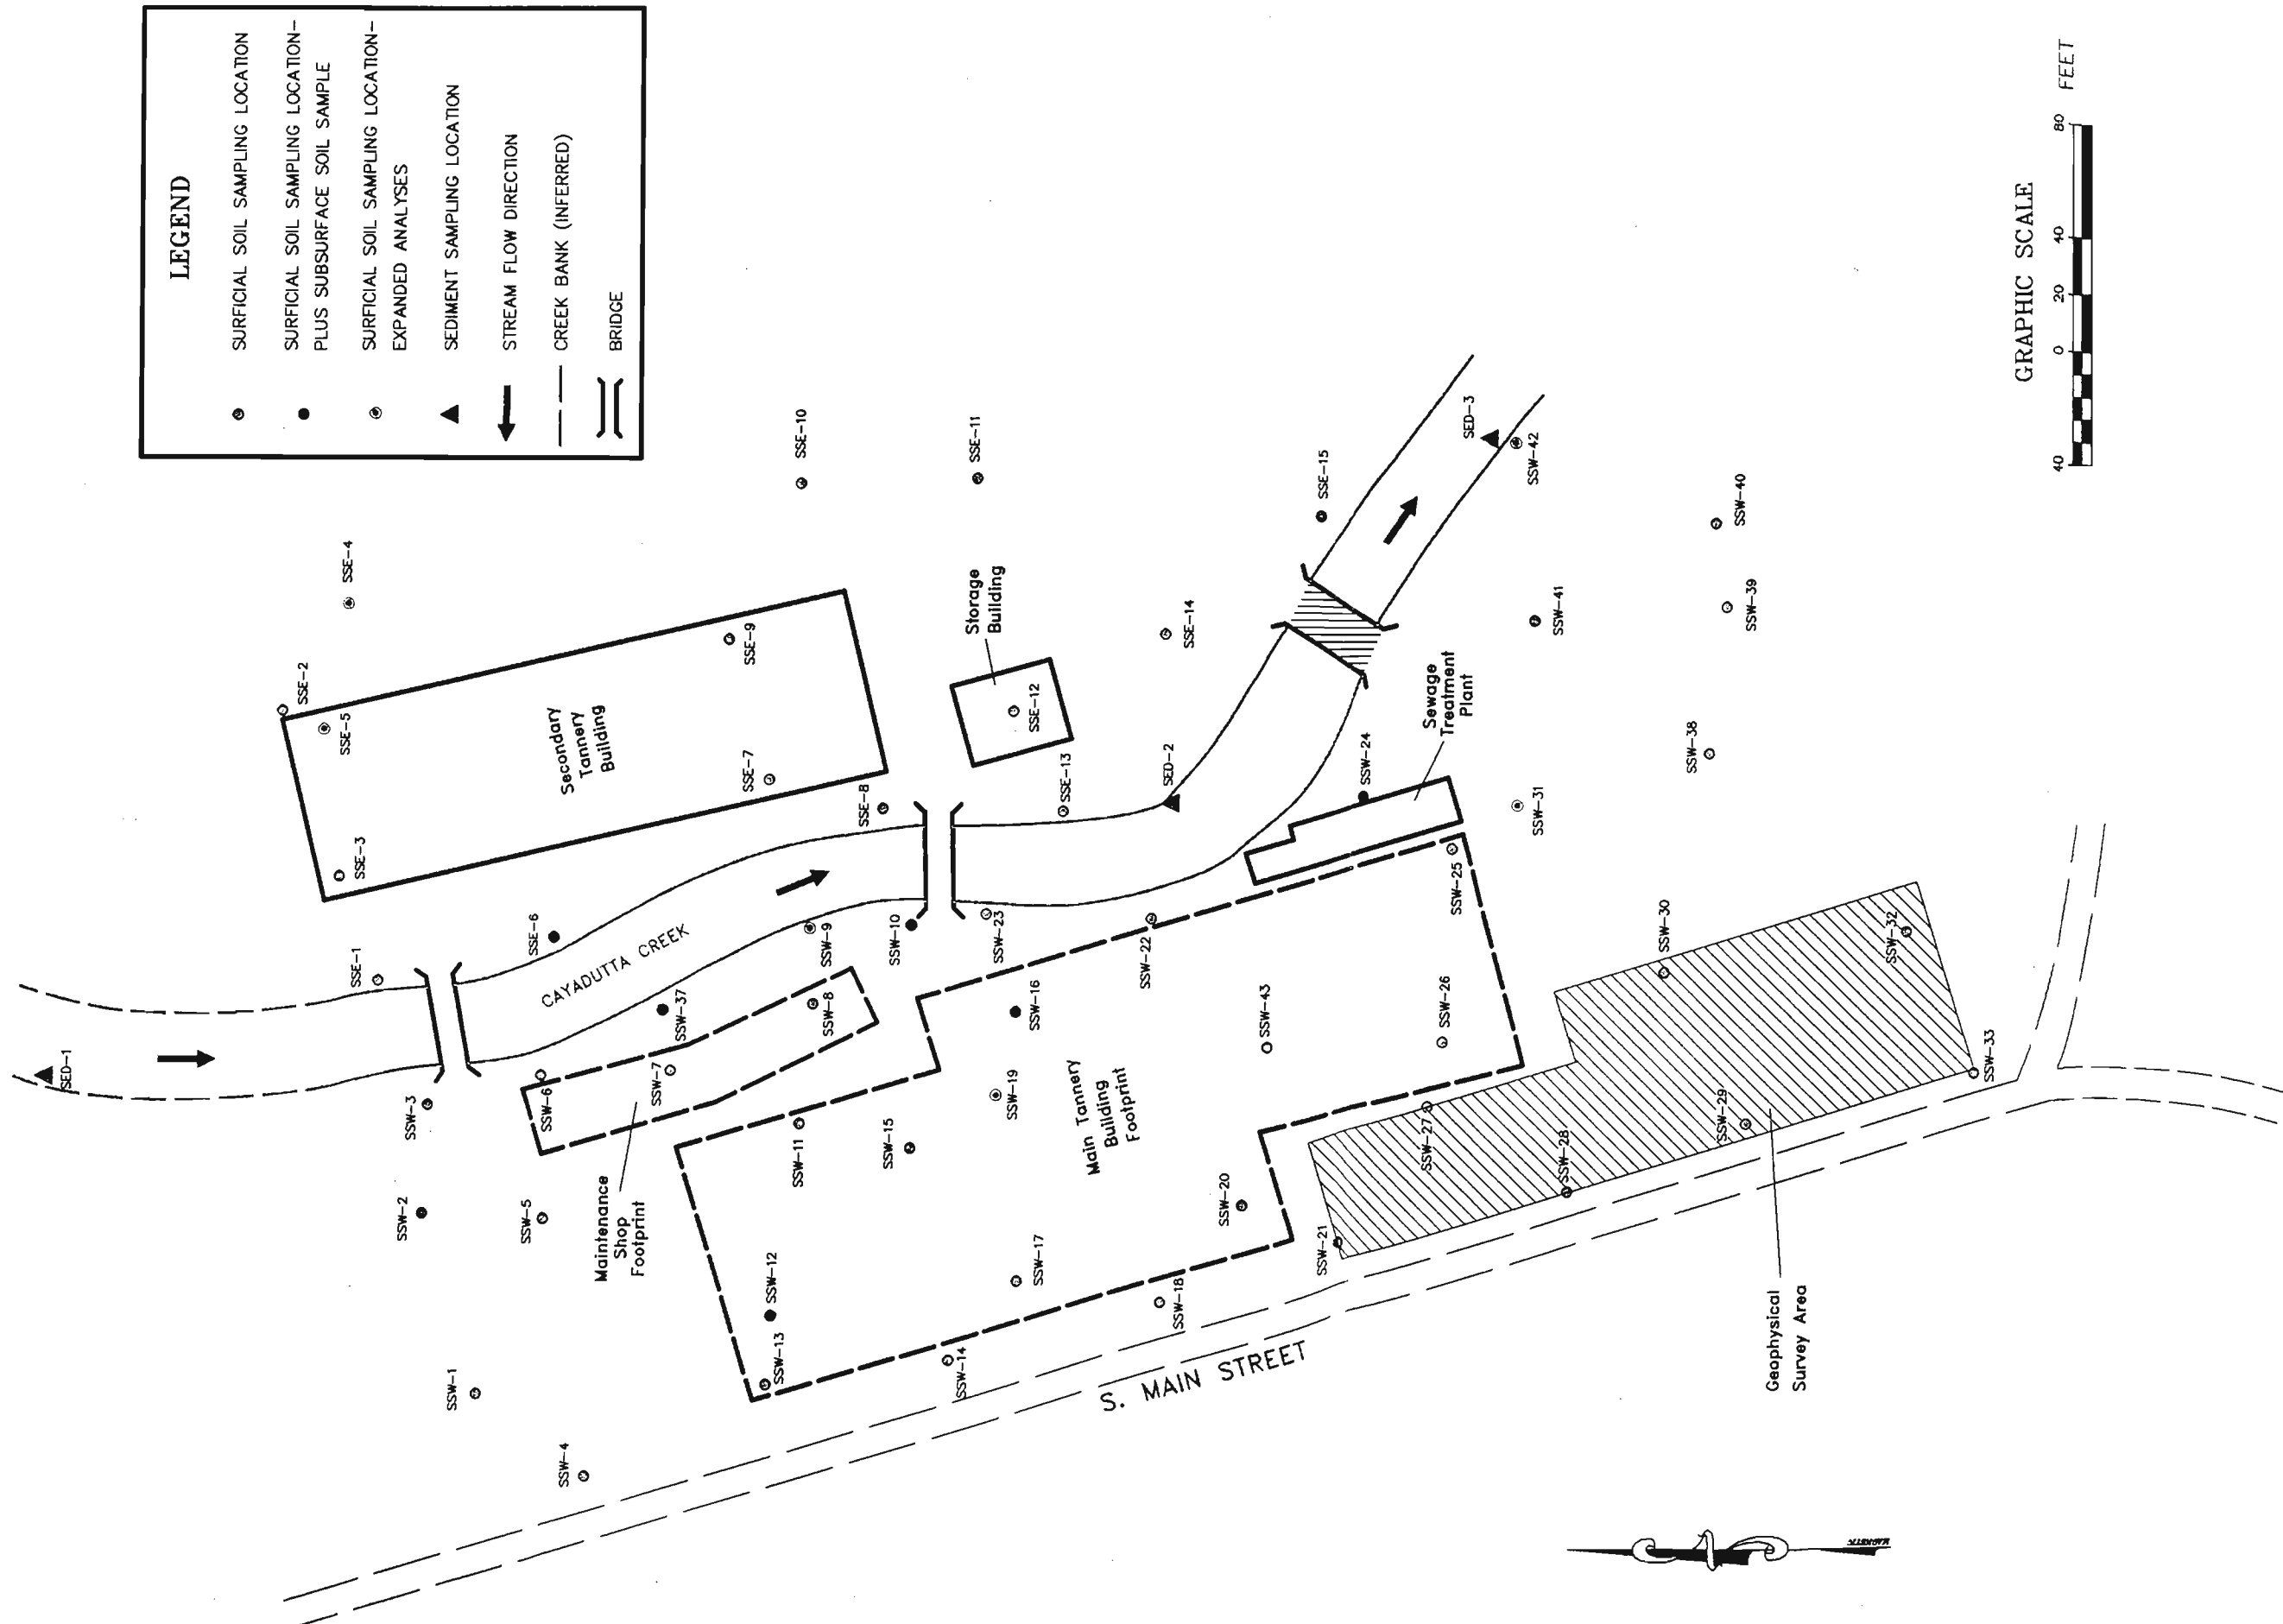 LEGEND
SURFICIAL SOIL SAMPLING LOCATION
SURFICIAL SOIL SAMPLING LOCATION-
PLUS SUBSURFACE SOIL SAMPLE
SURFICIAL SOIL SAMPLING LOCATION-
EXPANDED ANALYSES
SEDIMENT SAMPLING LOCATION
STREAM FLOW DIRECTION
CREEK BANK (INFERRED)
BRIDGE
SED-1
SSE-1
SSE-2
SSE-3
SSE-4
SSE-5
SSE-6
SSE-7
SSE-8
SSE-9
SSE-10
SSE-11
SSE-12
SSE-13
SSE-14
SSE-15
SED-2
SED-3
Secondary
Tannery
Building
Storage
Building
CAYADUTTA CREEK
SSW-1
SSW-2
SSW-3
SSW-4
SSW-5
SSW-6
SSW-7
SSW-8
SSW-9
SSW-10
SSW-37
Maintenance
Shop
Footprint
SSW-11
SSW-12
SSW-13
SSW-14
SSW-15
SSW-16
SSW-17
SSW-18
SSW-19
SSW-20
SSW-21
SSW-22
SSW-23
SSW-24
SSW-25
SSW-26
SSW-43
Main Tannery
Building
Footprint
Sewage
Treatment
Plant
SSW-27
SSW-28
SSW-29
SSW-30
SSW-31
SSW-32
SSW-33
SSW-38
SSW-39
SSW-40
SSW-41
SSW-42
S. MAIN STREET
Geophysical
Survey Area
GRAPHIC SCALE
40 0 20 40 80
FEET
MAGNETIC